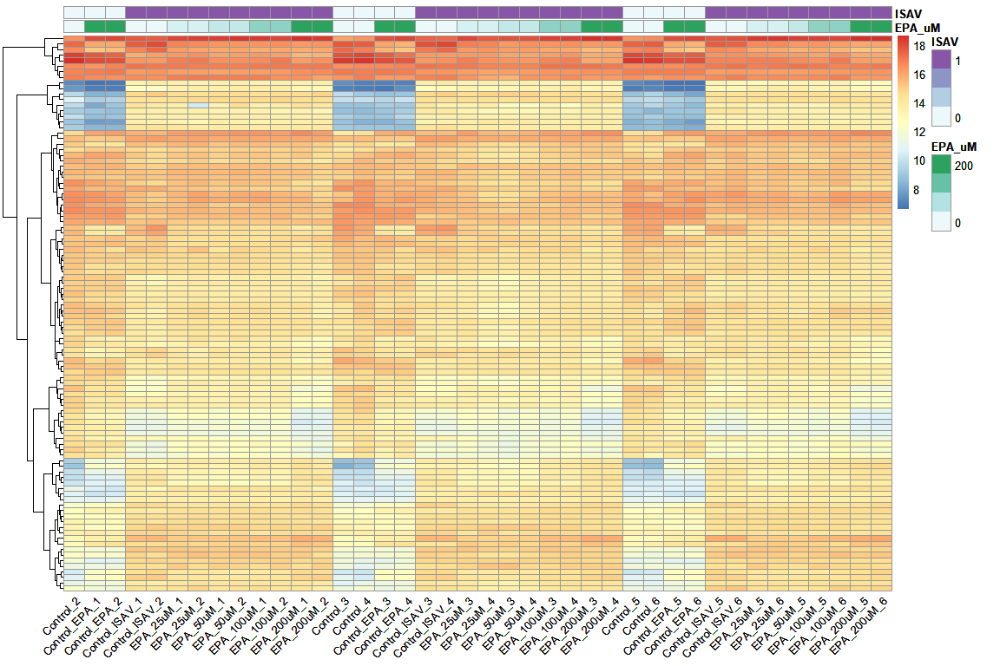 ISAV
EPA_uM
18
16
14
12
10
8
ISAV
1
0
EPA_uM
200
0
Control_2
Control_EPA_1
Control_EPA_2
Control_ISAV_1
Control_ISAV_2
EPA_25uM_1
EPA_25uM_2
EPA_50uM_1
EPA_50uM_2
EPA_100uM_1
EPA_100uM_2
EPA_200uM_1
EPA_200uM_2
Control_3
Control_4
Control_EPA_3
Control_EPA_4
Control_ISAV_3
Control_ISAV_4
EPA_25uM_3
EPA_25uM_4
EPA_50uM_3
EPA_50uM_4
EPA_100uM_3
EPA_100uM_4
EPA_200uM_3
EPA_200uM_4
Control_5
Control_6
Control_EPA_5
Control_EPA_6
Control_ISAV_5
Control_ISAV_6
EPA_25uM_5
EPA_25uM_6
EPA_50uM_5
EPA_50uM_6
EPA_100uM_5
EPA_100uM_6
EPA_200uM_5
EPA_200uM_6